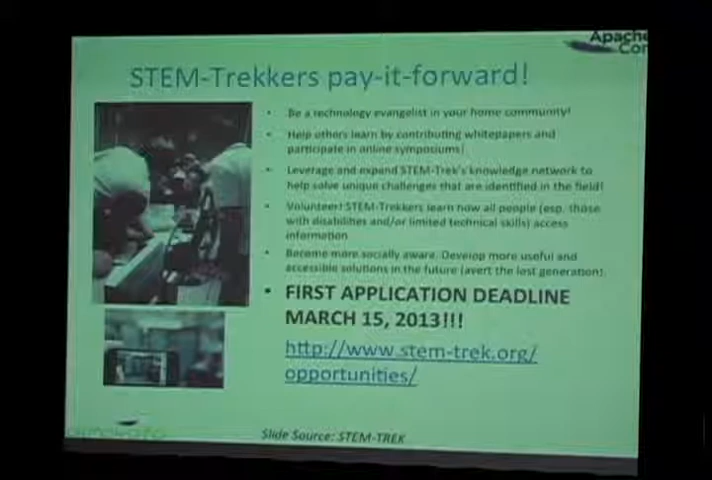 Apache
Con
STEM-Trekkers pay-it-forward!
• Be a technology evangelist in your home community!
• Help others learn by contributing whitepapers and
participate in online symposiums!
• Leverage and expand STEM-Trek's knowledge network to
help solve unique challenges that are identified in the field!
• Volunteer! STEM-Trekkers learn how all people (esp. those
with disabilities and/or limited technical skills) access
information
• Become more socially aware. Develop more useful and
accessible solutions in the future (avert the lost generation).
• FIRST APPLICATION DEADLINE
MARCH 15, 2013!!!
http://www.stem-trek.org/
opportunities/
Slide Source: STEM-TREK